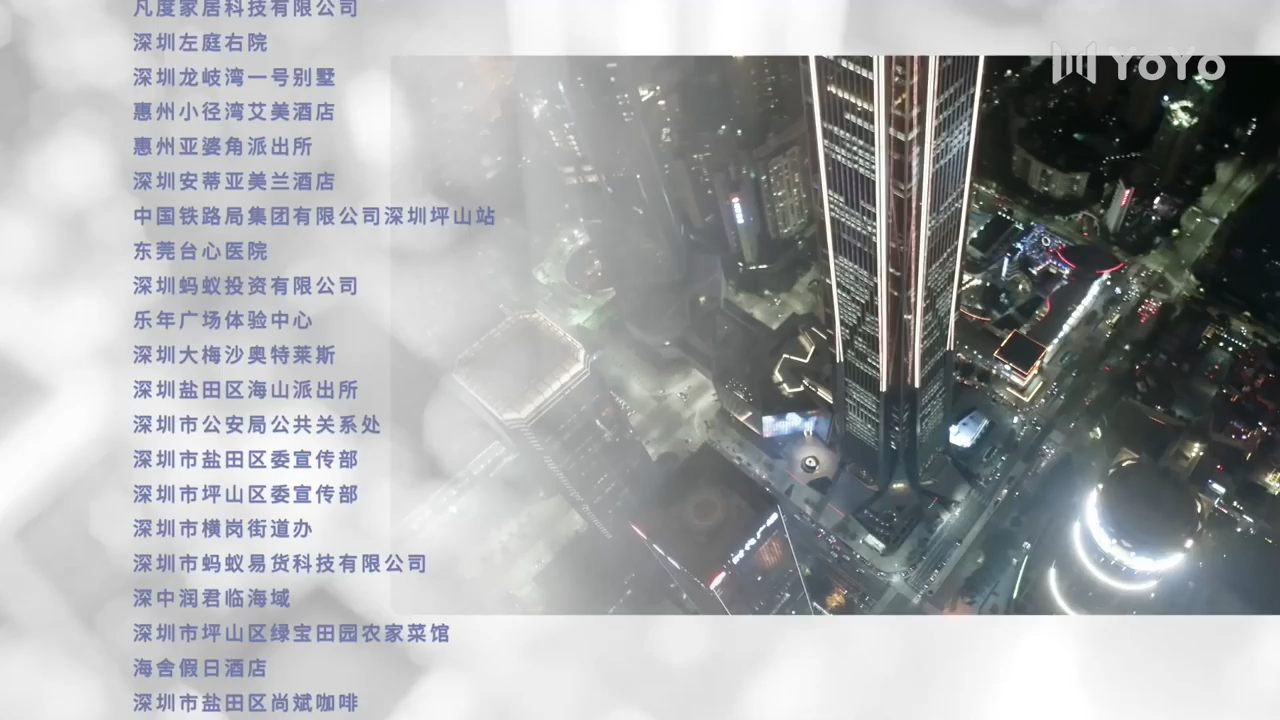 凡度家居科技有限公司
深圳左庭右院
深圳龙岐湾一号别墅
惠州小径湾艾美酒店
惠州亚婆角派出所
深圳安蒂亚美兰酒店
中国铁路局集团有限公司深圳坪山站
东莞台心医院
深圳蚂蚁投资有限公司
乐年广场体验中心
深圳大梅沙奥特莱斯
深圳盐田区海山派出所
深圳市公安局公共关系处
深圳市盐田区委宣传部
深圳市坪山区委宣传部
深圳市横岗街道办
深圳市蚂蚁易货科技有限公司
深中润君临海域
深圳市坪山区绿宝田园农家菜馆
海舍假日酒店
深圳市盐田区尚斌咖啡
YOYO